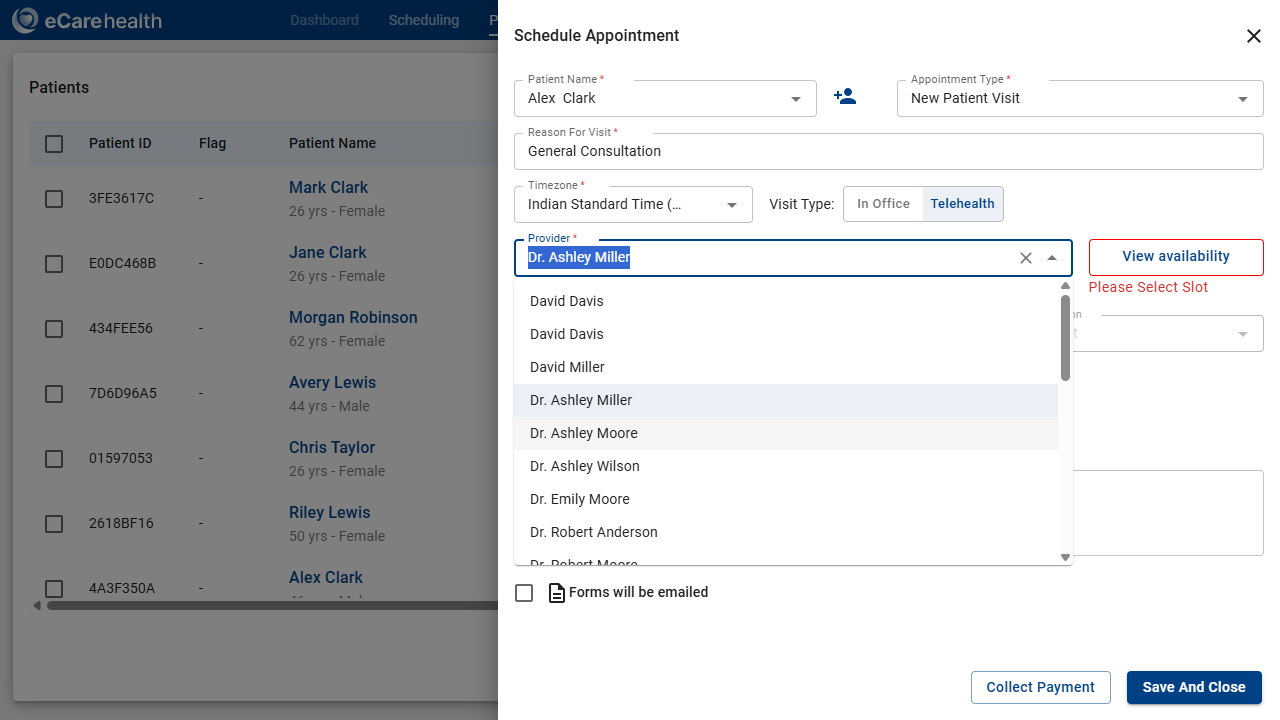 eCarehealth
Dashboard
Scheduling
P
Patients
Patient ID
Flag
Patient Name
3FE3617C
-
Mark Clark
26 yrs - Female
E0DC468B
-
Jane Clark
26 yrs - Female
434FEE56
-
Morgan Robinson
62 yrs - Female
7D6D96A5
-
Avery Lewis
44 yrs - Male
01597053
-
Chris Taylor
26 yrs - Female
2618BF16
-
Riley Lewis
50 yrs - Female
4A3F350A
-
Alex Clark
Schedule Appointment
Patient Name *
Alex Clark
Appointment Type *
New Patient Visit
Reason For Visit *
General Consultation
Timezone *
Indian Standard Time (...
Visit Type:
In Office
Telehealth
Provider *
Dr. Ashley Miller
View availability
Please Select Slot
David Davis
David Davis
David Miller
Dr. Ashley Miller
Dr. Ashley Moore
Dr. Ashley Wilson
Dr. Emily Moore
Dr. Robert Anderson
Dr. Robert Moore
on
t
Forms will be emailed
Collect Payment
Save And Close